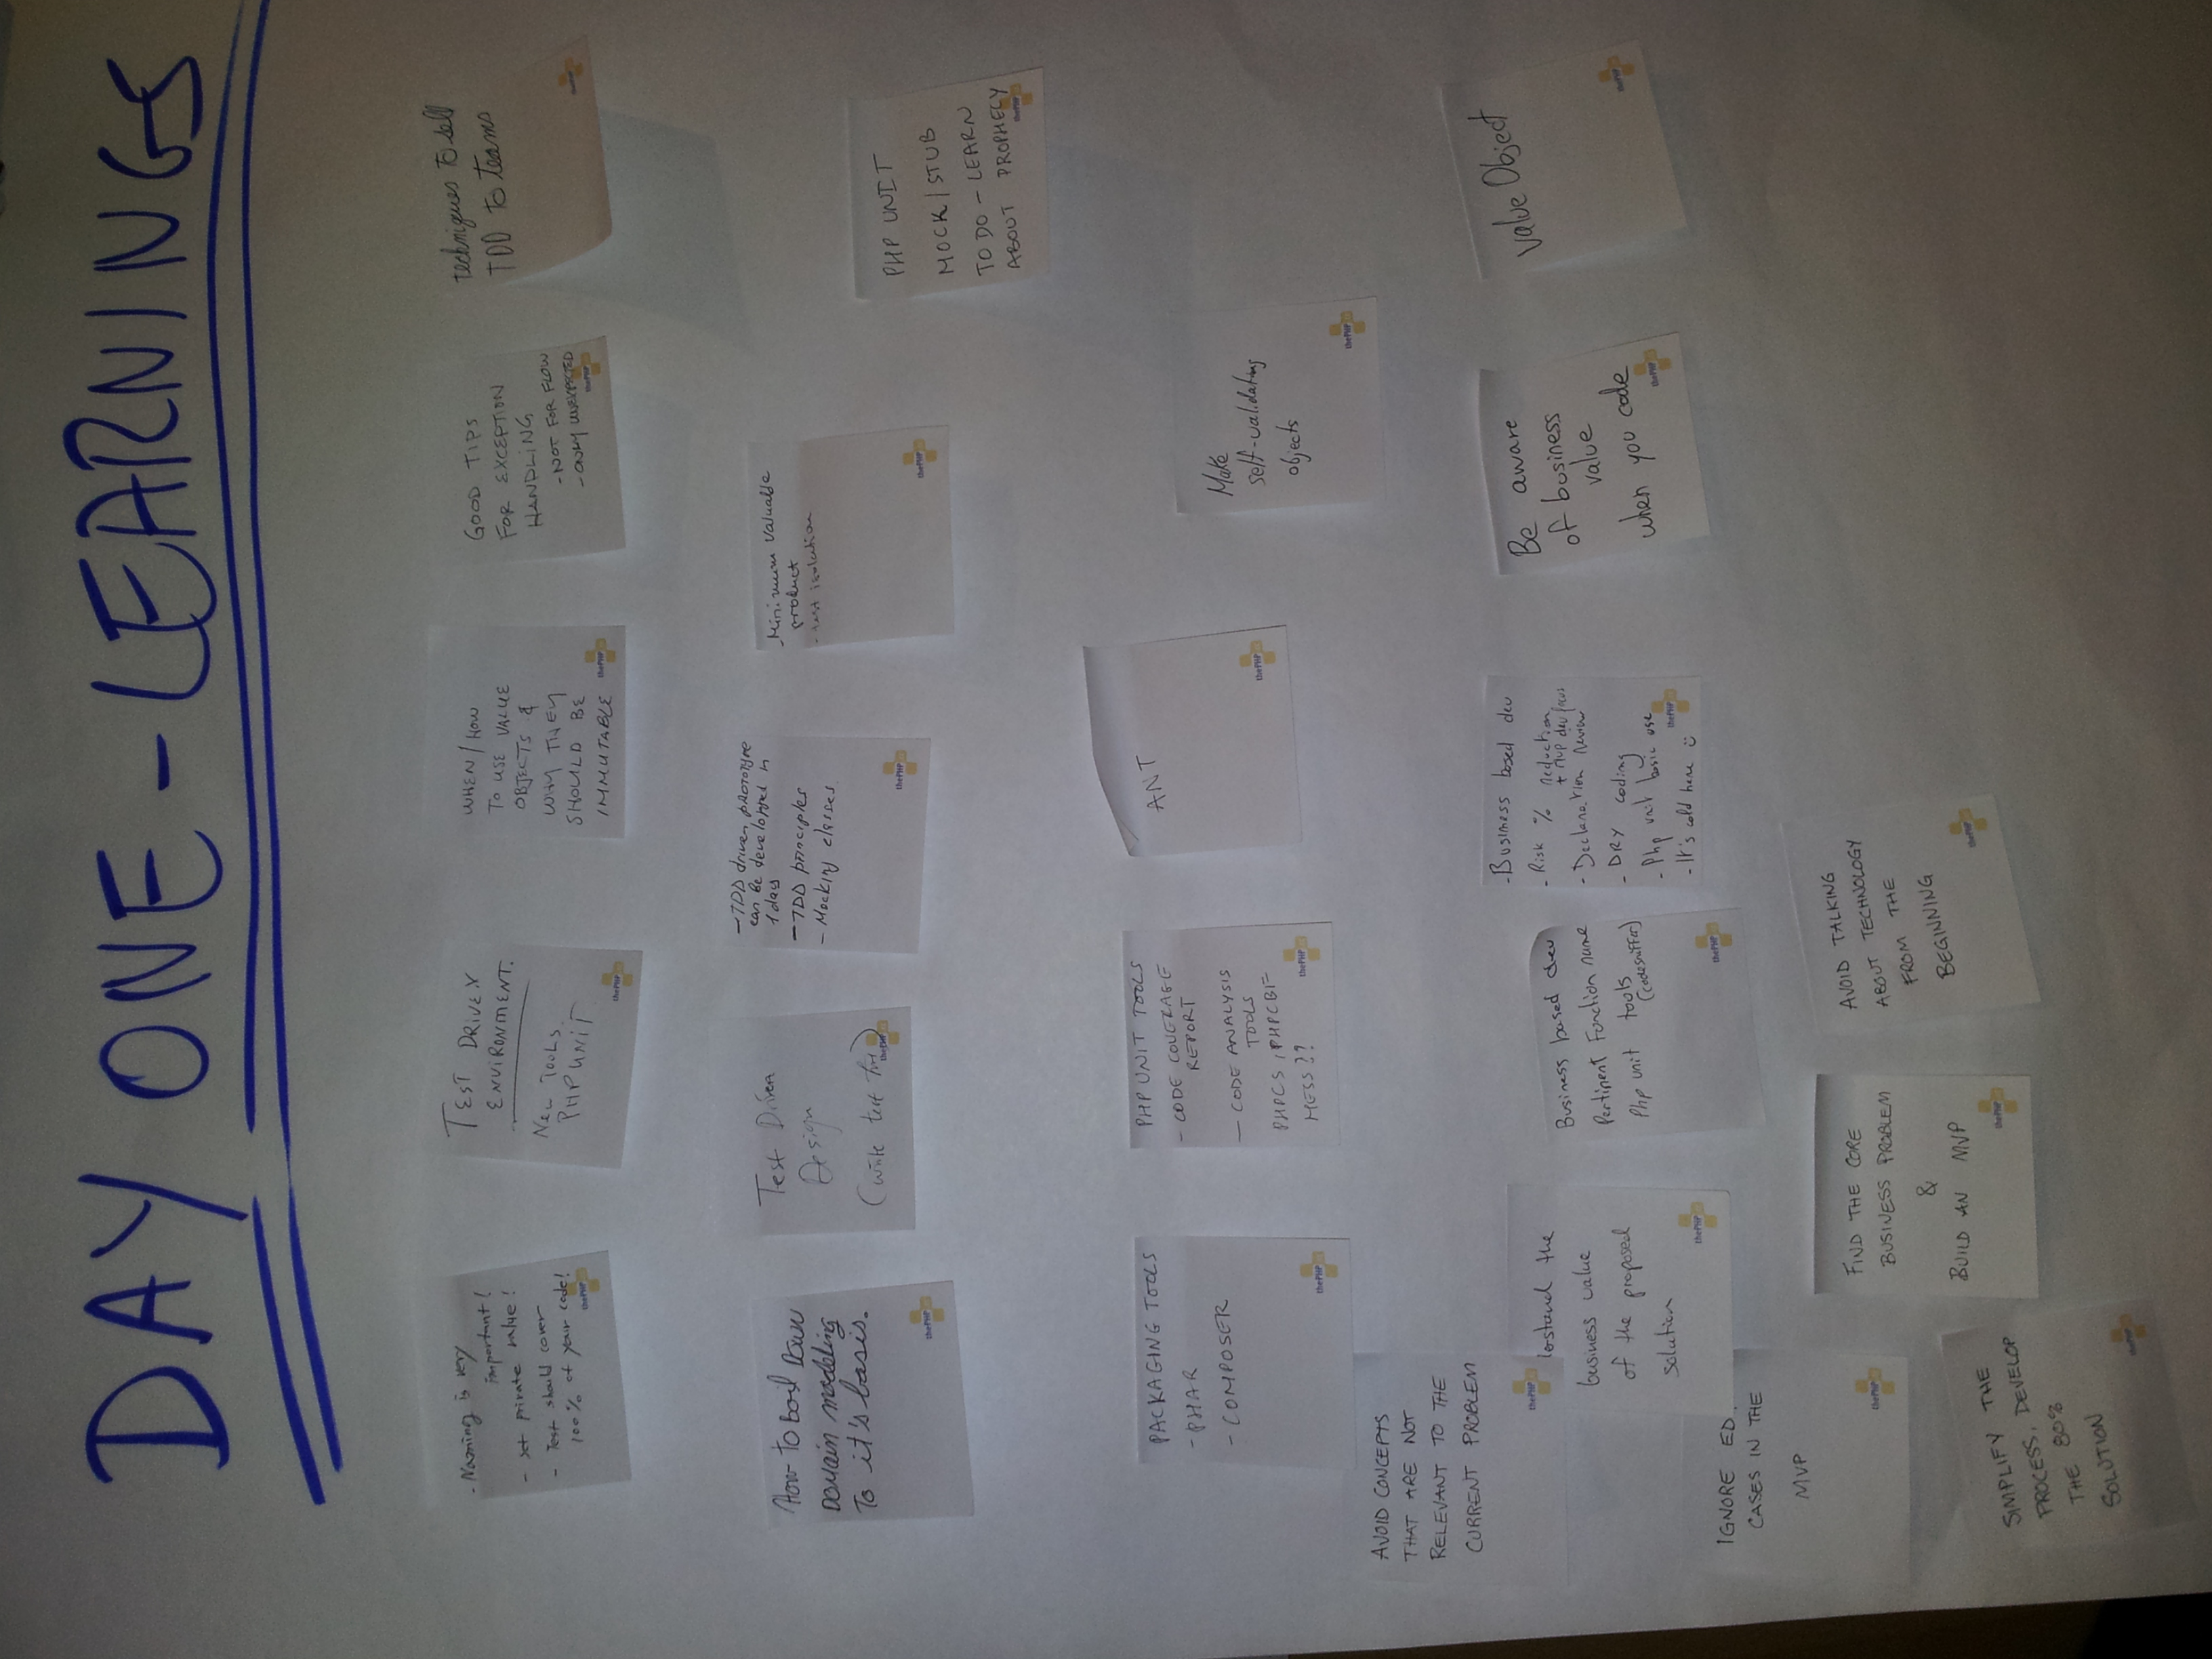 DAY ONE - LEARNINGS
- Naming is very
important!
- set private value!
- Test should cover
100% of your code!
thePHP
TEST DRIVEN
ENVIRONMENT.
NEW TOOLS.
PHPUNIT
thePHP
WHEN/HOW
TO USE VALUE
OBJECTS &
WHY THEY
SHOULD BE
IMMUTABLE
thePHP
GOOD TIPS
FOR EXCEPTION
HANDLING
- NOT FOR FLOW
- ONLY UNEXPECTED
thePHP
techniques to sell
TDD to teams
thePHP
How to boil down
domain modeling
To it's basis.
thePHP
Test Driven
Design
(write test
thePHP
- TDD driven prototype
can be developped in
1 day
- TDD principles
- Mocking classes
thePHP
- Minimum Valuable
product
- test isolation
thePHP
PHP UNIT
MOCK/STUB
TO DO - LEARN
ABOUT PROPHECY
thePHP
PACKAGING TOOLS
- PHAR
- COMPOSER
thePHP
PHP UNIT TOOLS
- CODE COVERAGE
REPORT
- CODE ANALYSIS
TOOLS
PHPCS, PHPCBF
MESS??
thePHP
ANT
thePHP
Make
self-validating
objects
thePHP
AVOID CONCEPTS
THAT ARE NOT
RELEVANT TO THE
CURRENT PROBLEM
thePHP
the
business value
of the proposed
solution
thePHP
Business based dev
Pertinent Function name
Php unit tools
(codesniffer)
thePHP
- Business based dev
- Risk % reduction
+ MVP dev focus
- Declaration review
- DRY coding
- Php unit basic use
- It's cold here ü
thePHP
Be aware
of business
value
when you code
thePHP
Value Object
thePHP
IGNORE ED
CASES IN THE
MVP
thePHP
FIND THE CORE
BUSINESS PROBLEM
&
BUILD AN MVP
thePHP
AVOID TALKING
ABOUT TECHNOLOGY
FROM THE
BEGINNING
thePHP
SIMPLIFY THE
PROCESS, DEVELOP
THE 80%
SOLUTION
thePHP